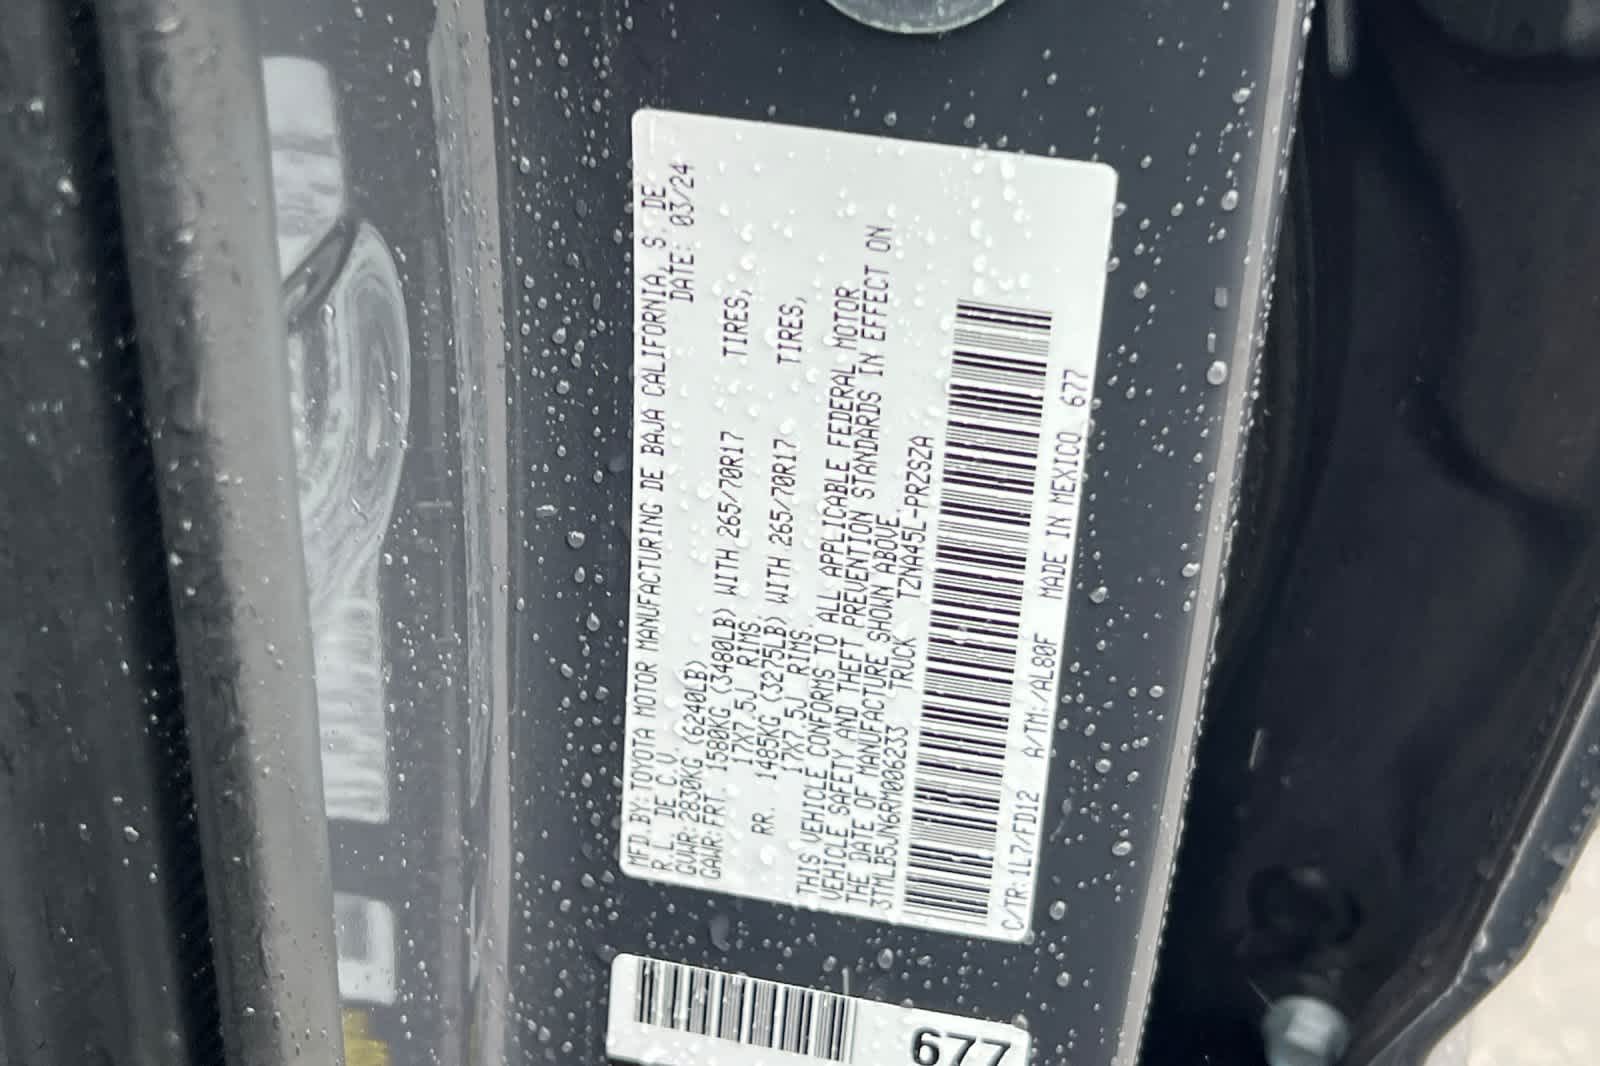 MFD.BY:TOYOTA MOTOR MANUFACTURING DE BAJA CALIFORNIA,S.DE
R.L. DE C.V. DATE: 03/24
GVWR:2830KG (6240LB)
GAWR:FRT. 1580KG (3480LB) WITH 265/70R17 TIRES,
17X7.5J RIMS,
RR. 1485KG (3275LB) WITH 265/70R17 TIRES,
17X7.5J RIMS.
THIS VEHICLE CONFORMS TO ALL APPLICABLE FEDERAL MOTOR
VEHICLE SAFETY AND THEFT PREVENTION STANDARDS IN EFFECT ON
THE DATE OF MANUFACTURE SHOWN ABOVE
3TMLB5JN6RM006233 TRUCK TZNA45L-PRZSZA
C/TR:1L7/FD12 A/TM:/AL80F MADE IN MEXICO 677
677